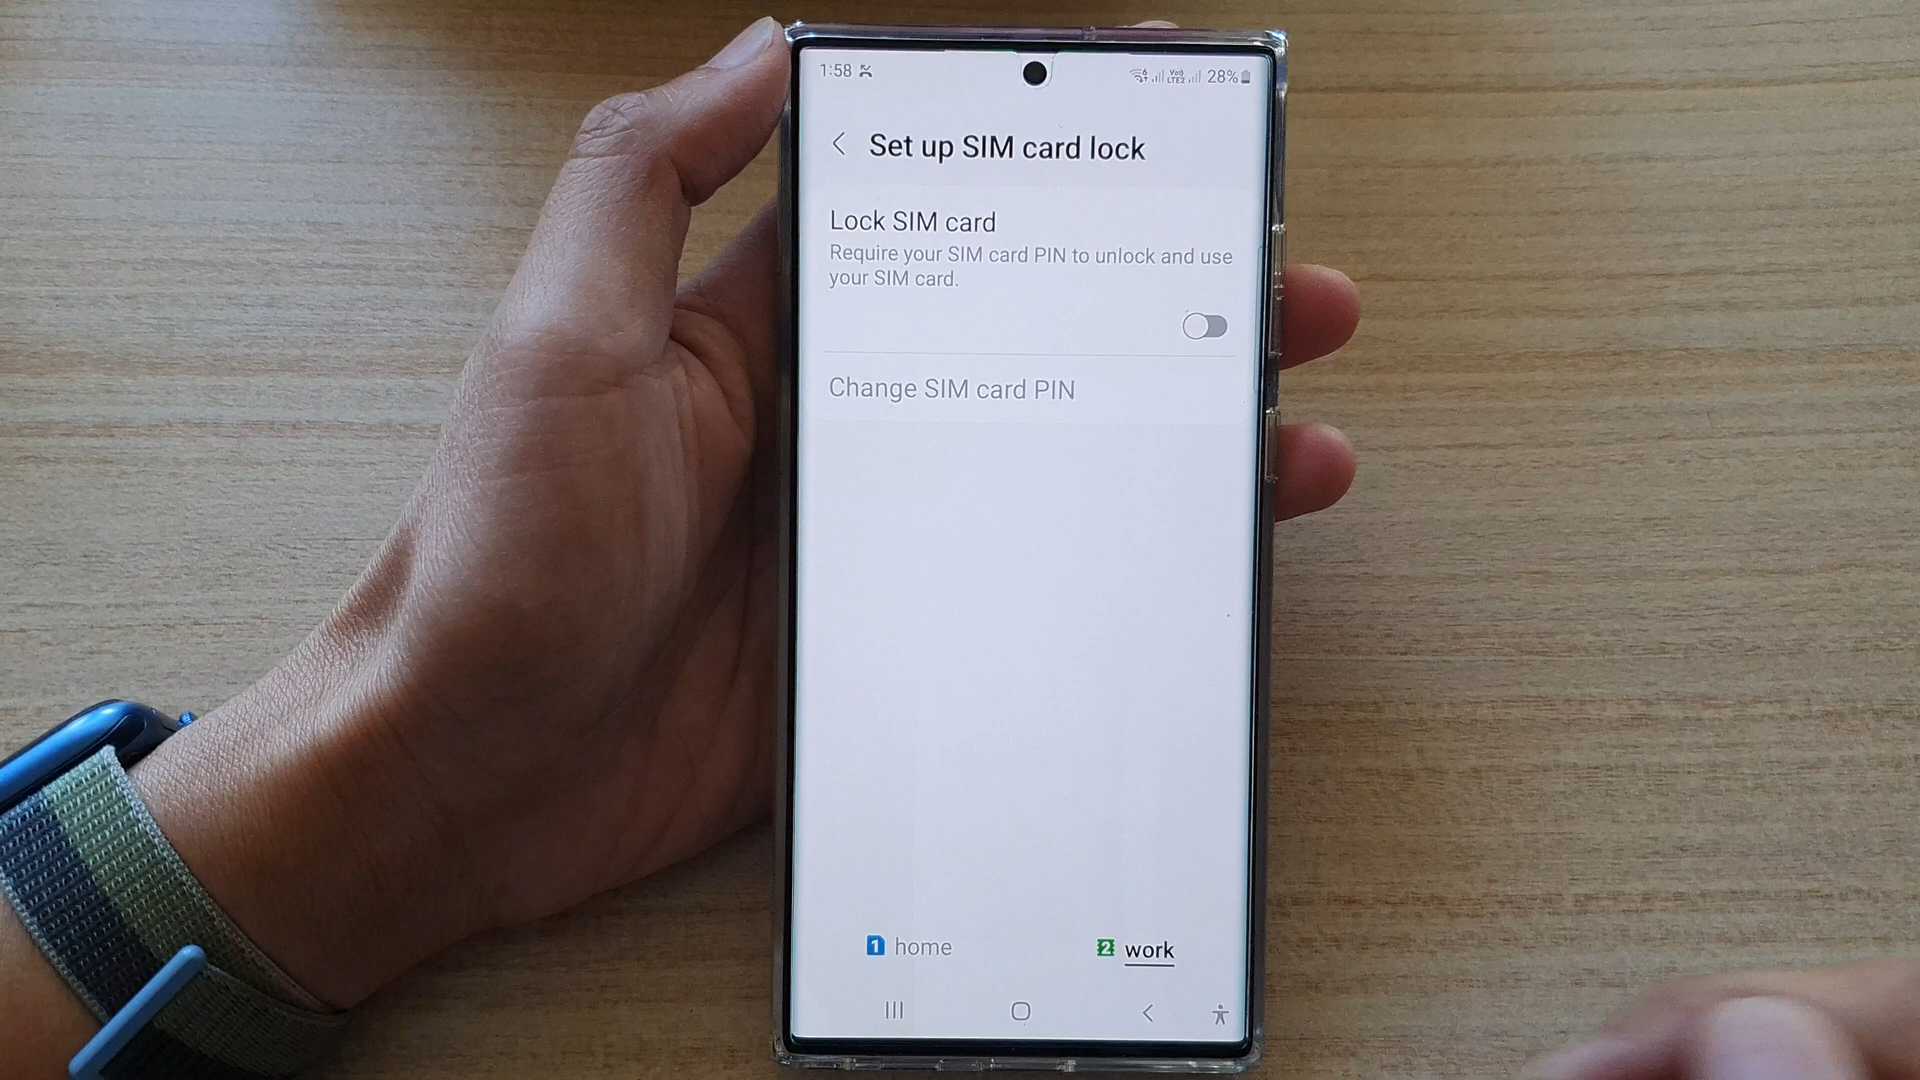 1:58
28%
Set up SIM card lock
Lock SIM card
Require your SIM card PIN to unlock and use
your SIM card.
Change SIM card PIN
1 home
2 work